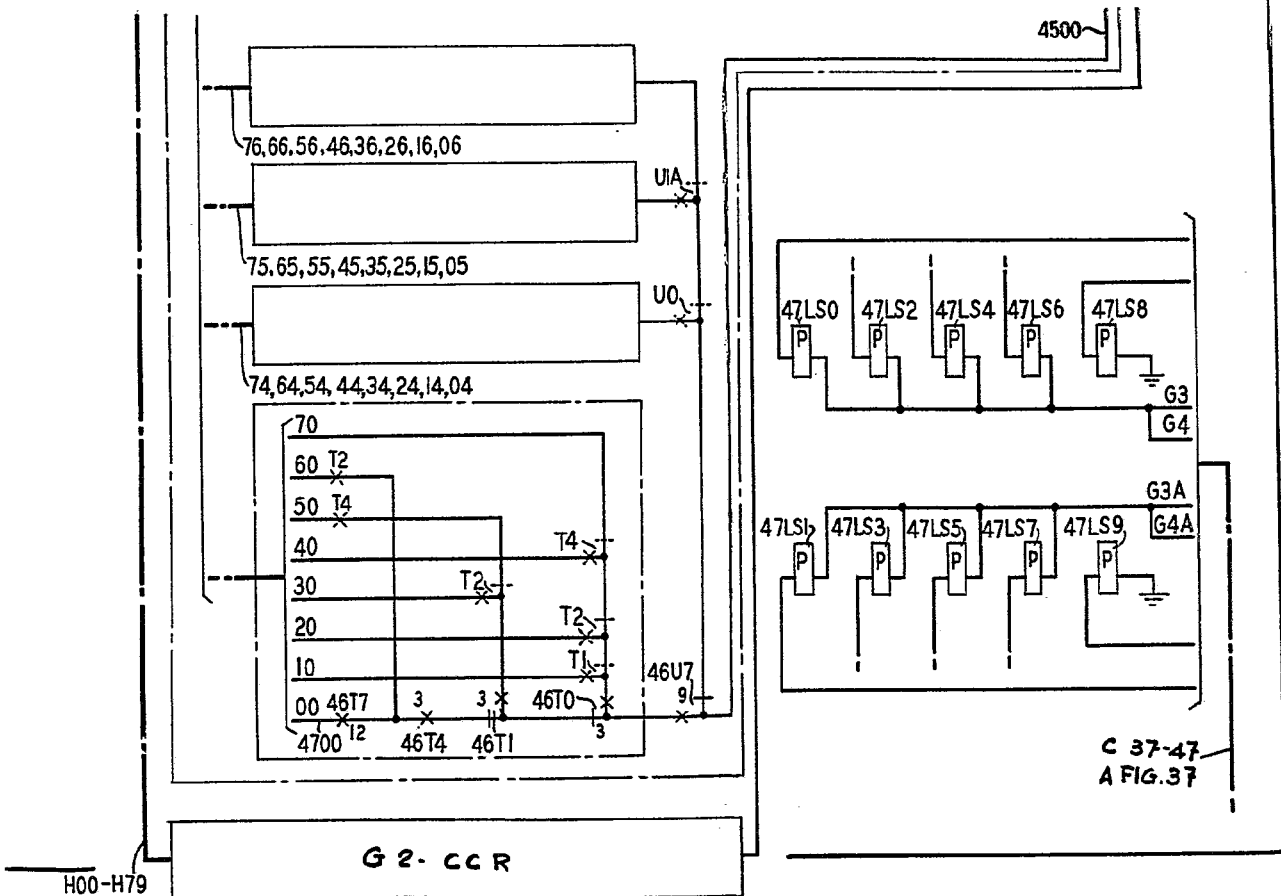 4500
76,66.56,46,36,26,16,06
U1A
75.65,55,45,35,25,15,05
U0
74,64,54,44,34,24,14,04
47LS0 47LS2 47LS4 47LS6 47LS8
P P P P P
G3
G4
G3A
G4A
47LS1 47LS3 47LS5 47LS7 47LS9
P P P P P
70
60 T2
50 T4
40 T4
30 T2
20 T2
10 T1
46U7
9
00 46T7 3 3 46T0
4700 12 46T4 46T1 3
C 37-47
A FIG.37
G2-CCR
H00-H79